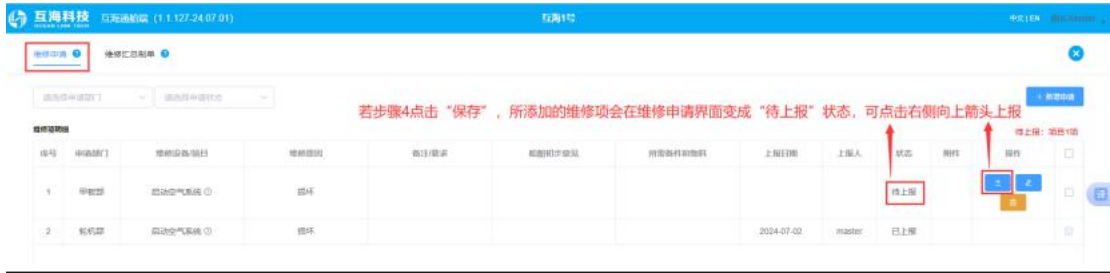 互海科技 互海通船端 (1.1.127-24.07.01) 互海1号 中文|EN
OCEAN LINK TECH
维修申请 维修汇总制单
请选择申请部门 请选择申请状态 + 新增申请
若步骤4点击“保存”，所添加的维修项会在维修申请界面变成“待上报”状态，可点击右侧向上箭头上报
维修项明细 待上报：项目1项
序号 申请部门 维修设备/项目 维修原因 备注/要求 船舶初步意见 所需备件和物料 上报日期 上报人 状态 附件 操作
1 甲板部 启动空气系统 损坏 待上报
2 轮机部 启动空气系统 损坏 2024-07-02 master 已上报
译